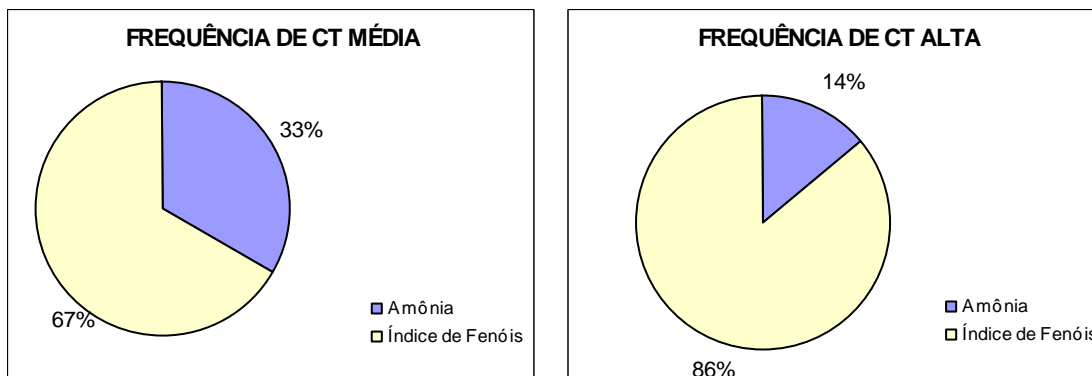 FREQUÊNCIA DE CT MÉDIA
33%
67%
Amônia
Índice de Fenóis
FREQUÊNCIA DE CT ALTA
14%
86%
Amônia
Índice de Fenóis